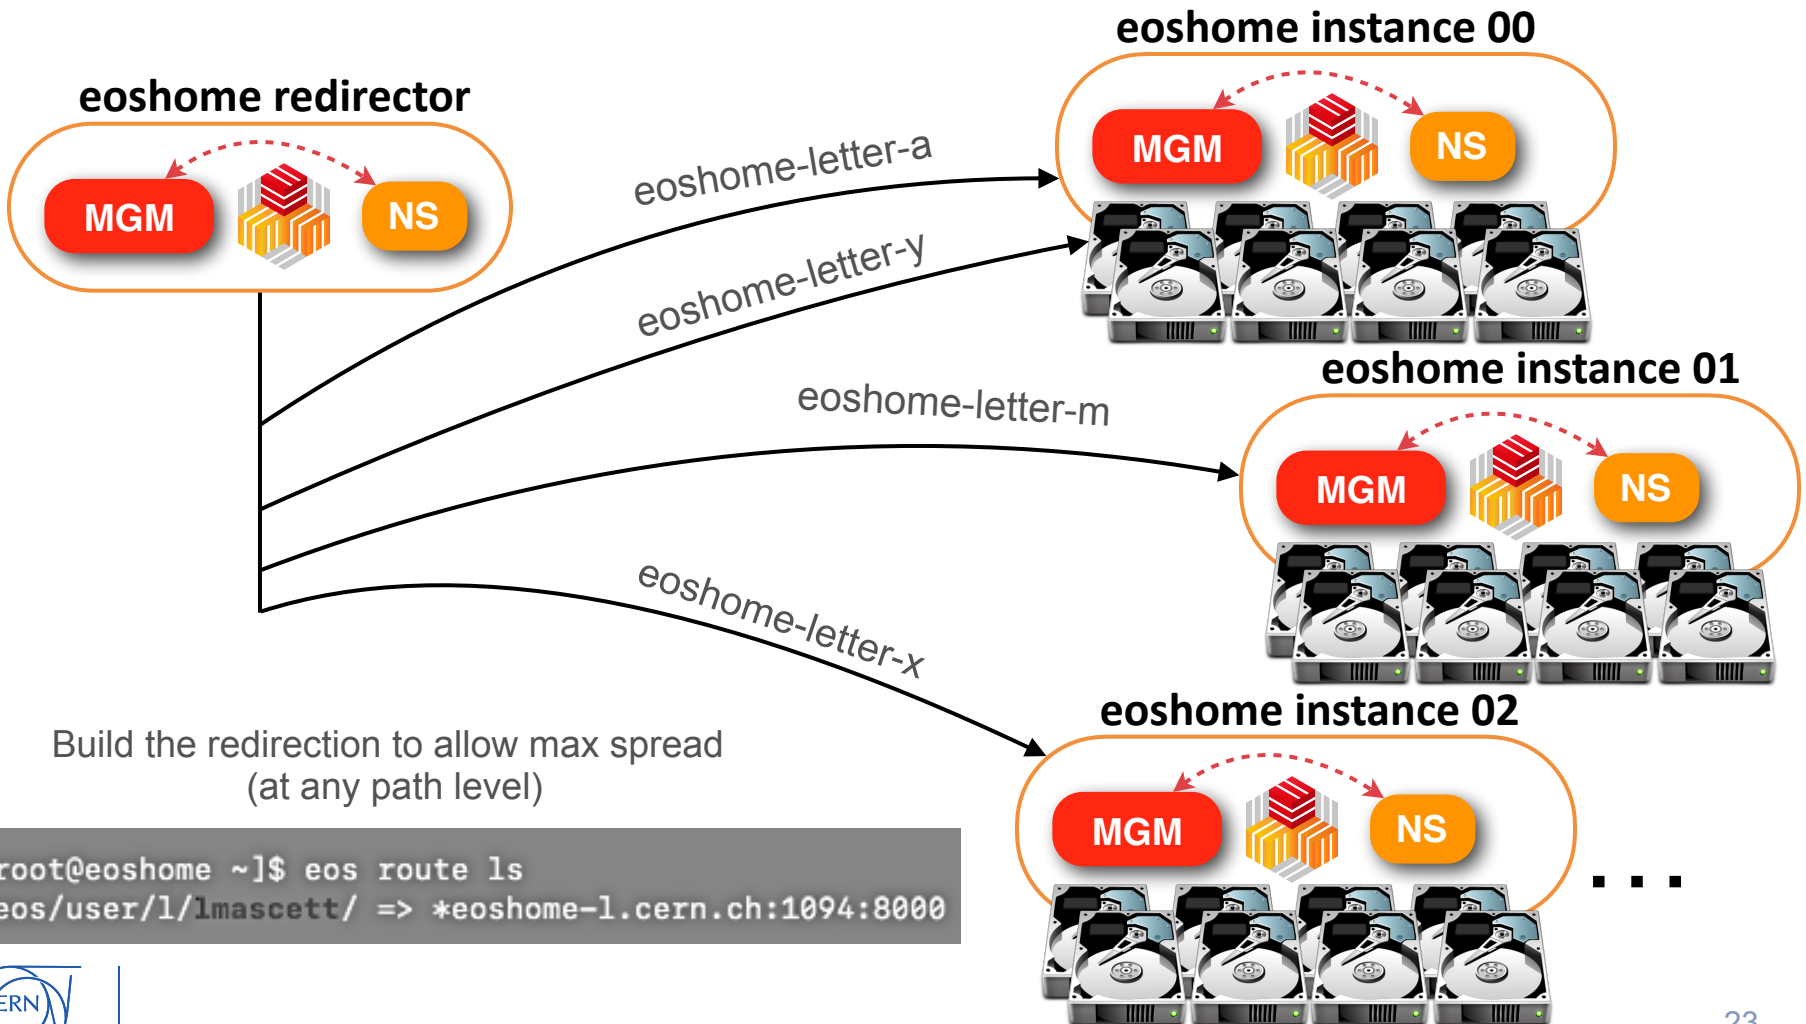 eoshome instance 00
eoshome redirector
MGM
NS
MGM
NS
eoshome-letter-a
eoshome-letter-y
eoshome instance 01
eoshome-letter-m
MGM
NS
eoshome-letter-x
eoshome instance 02
Build the redirection to allow max spread
(at any path level)
MGM
NS
root@eoshome ~]$ eos route ls
eos/user/l/lmascett/ => *eoshome-l.cern.ch:1094:8000
...
ERN
23